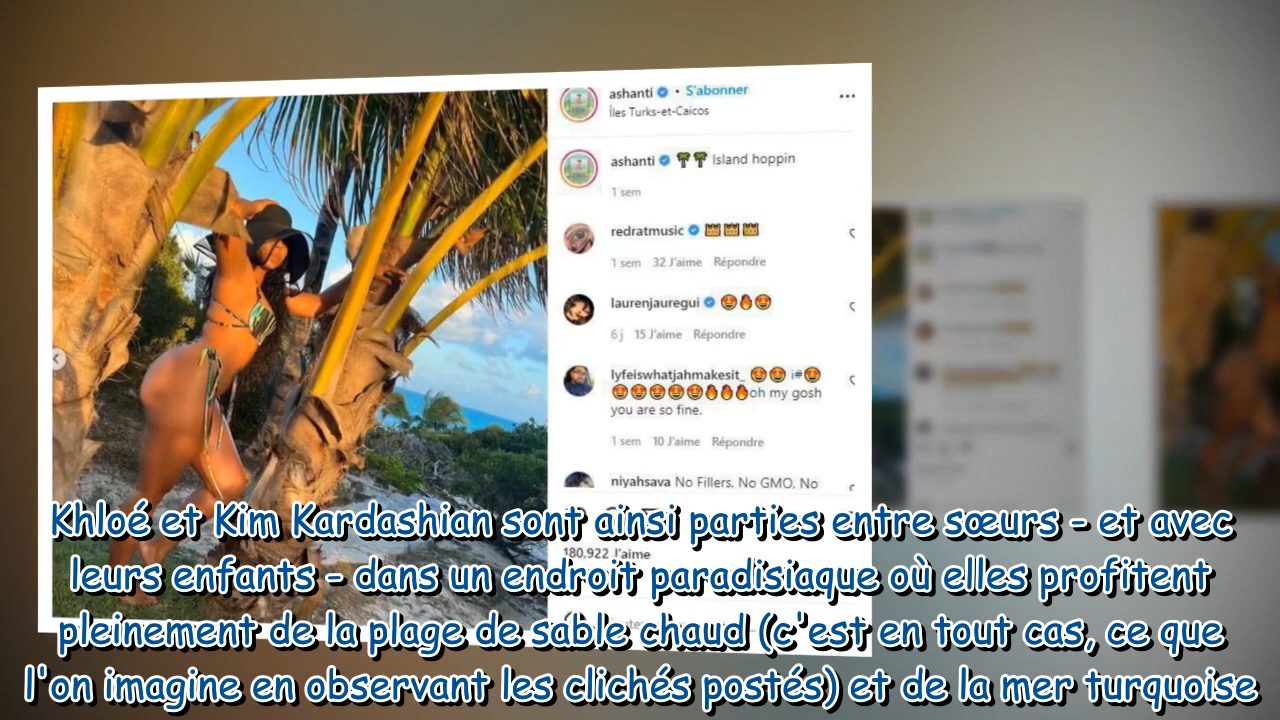 ashanti • S'abonner
Îles Turks-et-Caicos
ashanti 🌴🌴 Island hoppin
1 sem
redratmusic 👑👑👑
1 sem 32 J'aime Répondre
laurenjauregui 😍🔥😍
6 j 15 J'aime Répondre
lyfeiswhatjahmakesit_ 😍😍 i#😍
😍😍😍😍😍🔥🔥🔥oh my gosh
you are so fine.
1 sem 10 J'aime Répondre
niyahsava No Fillers. No GMO, No
180,922 J'aime
Khloé et Kim Kardashian sont ainsi parties entre sœurs - et avec
leurs enfants - dans un endroit paradisiaque où elles profitent
pleinement de la plage de sable chaud (c'est en tout cas, ce que
l'on imagine en observant les clichés postés) et de la mer turquoise